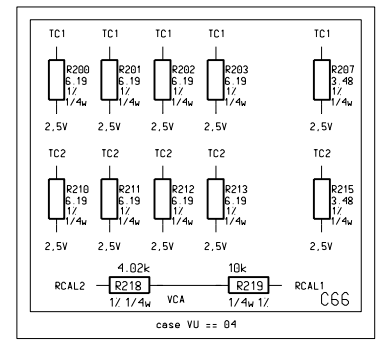 TC1 TC1 TC1 TC1 TC1
R200 R201 R202 R203 R207
6.19 6.19 6.19 6.19 3.48
1% 1% 1% 1% 1%
1/4w 1/4w 1/4w 1/4w 1/4w
2,5V 2,5V 2,5V 2,5V 2,5V
TC2 TC2 TC2 TC2 TC2
R210 R211 R212 R213 R215
6.19 6.19 6.19 6.19 3.48
1% 1% 1% 1% 1%
1/4w 1/4w 1/4w 1/4w 1/4w
2,5V 2,5V 2,5V 2,5V 2,5V
4.02k 10k
RCAL2 R218 R219 RCAL1
1% 1/4w VCA 1/4w 1% C66
case VU == 04